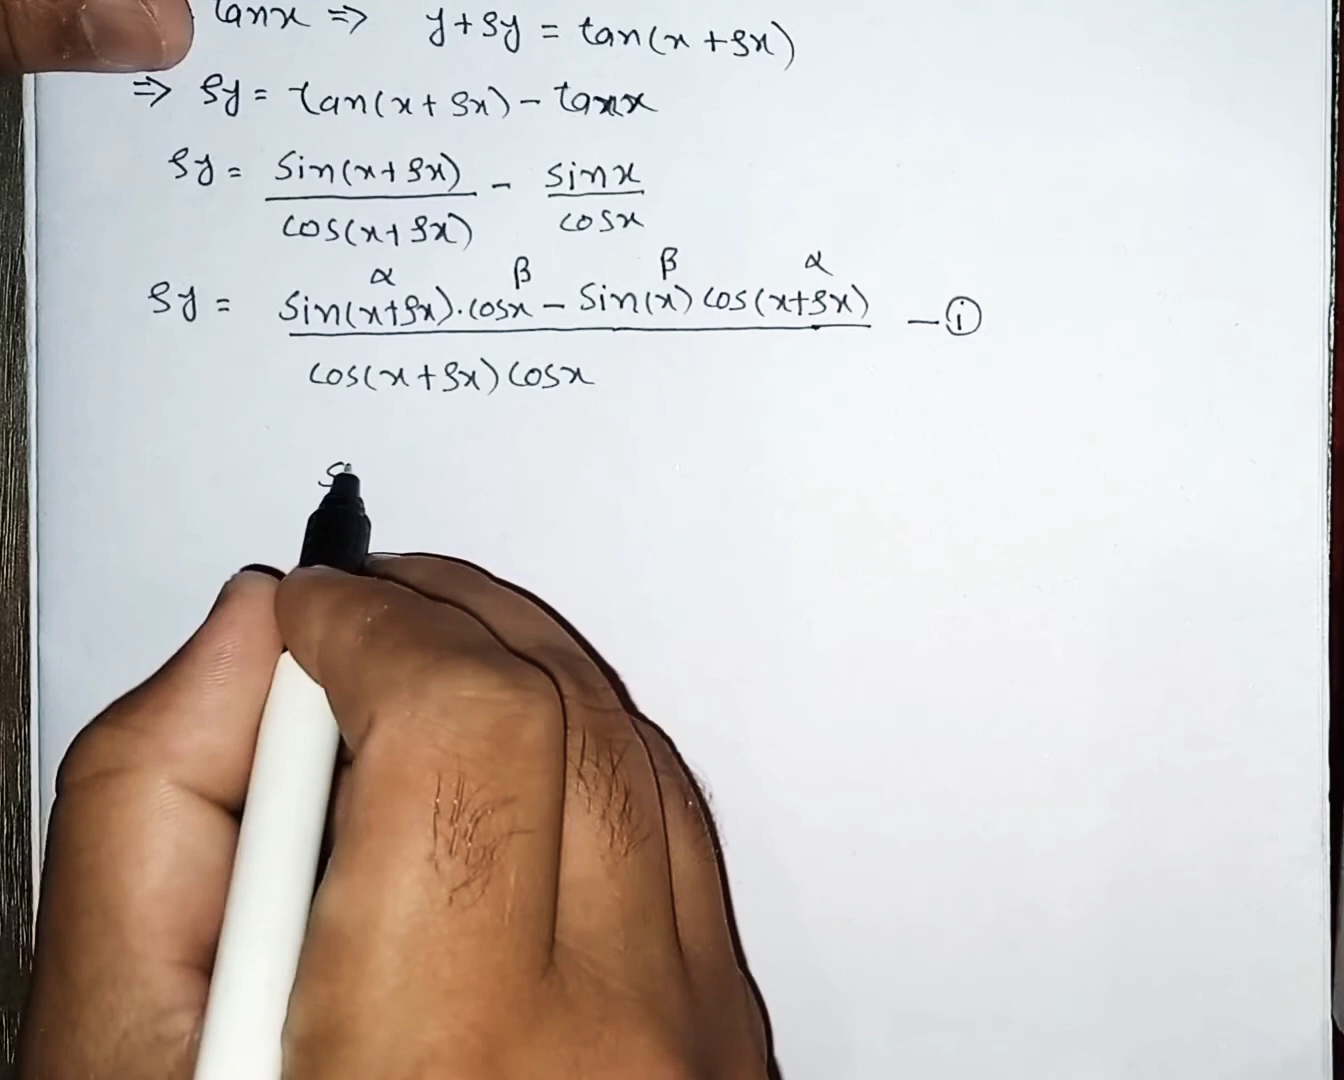 tanx ⇒ y+δy = tan(x+δx)
⇒ δy = tan(x+δx) - tanx
δy = sin(x+δx)/cos(x+δx) - sinx/cosx
α β β α
δy = sin(x+δx).cosx - sin(x) cos(x+δx) / cos(x+δx) cosx - ⓘ
S